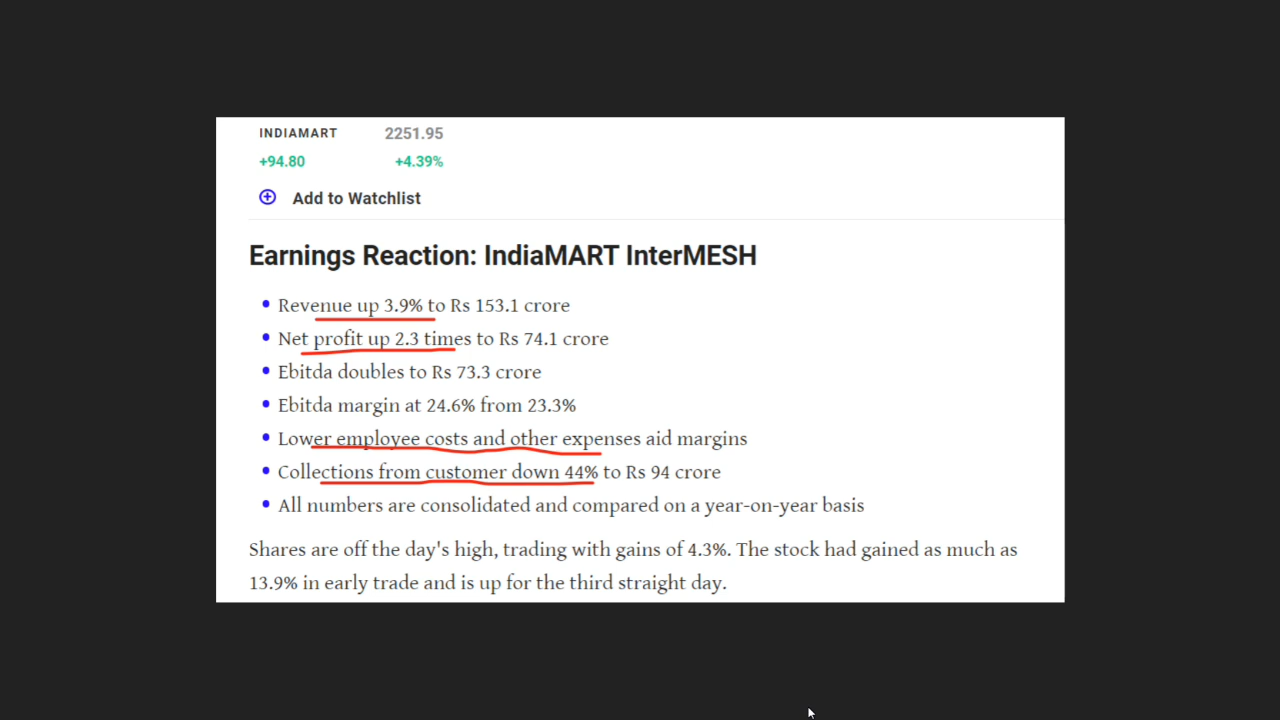 INDIAMART 2251.95
+94.80 +4.39%
Add to Watchlist
Earnings Reaction: IndiaMART InterMESH
• Revenue up 3.9% to Rs 153.1 crore
• Net profit up 2.3 times to Rs 74.1 crore
• Ebitda doubles to Rs 73.3 crore
• Ebitda margin at 24.6% from 23.3%
• Lower employee costs and other expenses aid margins
• Collections from customer down 44% to Rs 94 crore
• All numbers are consolidated and compared on a year-on-year basis
Shares are off the day's high, trading with gains of 4.3%. The stock had gained as much as
13.9% in early trade and is up for the third straight day.